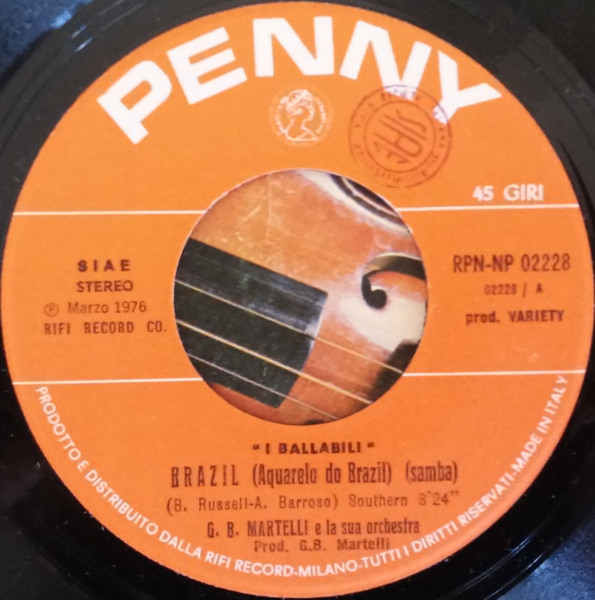 PENNY
SIAE
45 GIRI
SIAE
STEREO
Ⓟ Marzo 1976
RIFI RECORD CO.
RPN-NP 02228
02228 / A
prod. VARIETY
"I BALLABILI"
BRAZIL (Aquarelo do Brazil) (samba)
(B. Russell-A. Barroso) Southern 3'24"
G. B. MARTELLI e la sua orchestra
Prod. G.B. Martelli
PRODOTTO E DISTRIBUITO DALLA RIFI RECORD-MILANO-TUTTI I DIRITTI RISERVATI-MADE IN ITALY